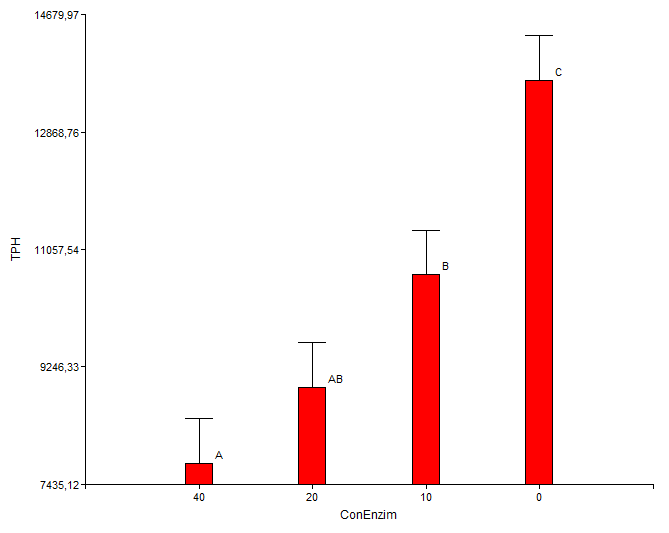 14679,97
C
12868,76
TPH
11057,54
B
9246,33
AB
A
7435,12
40 20 10 0
ConEnzim